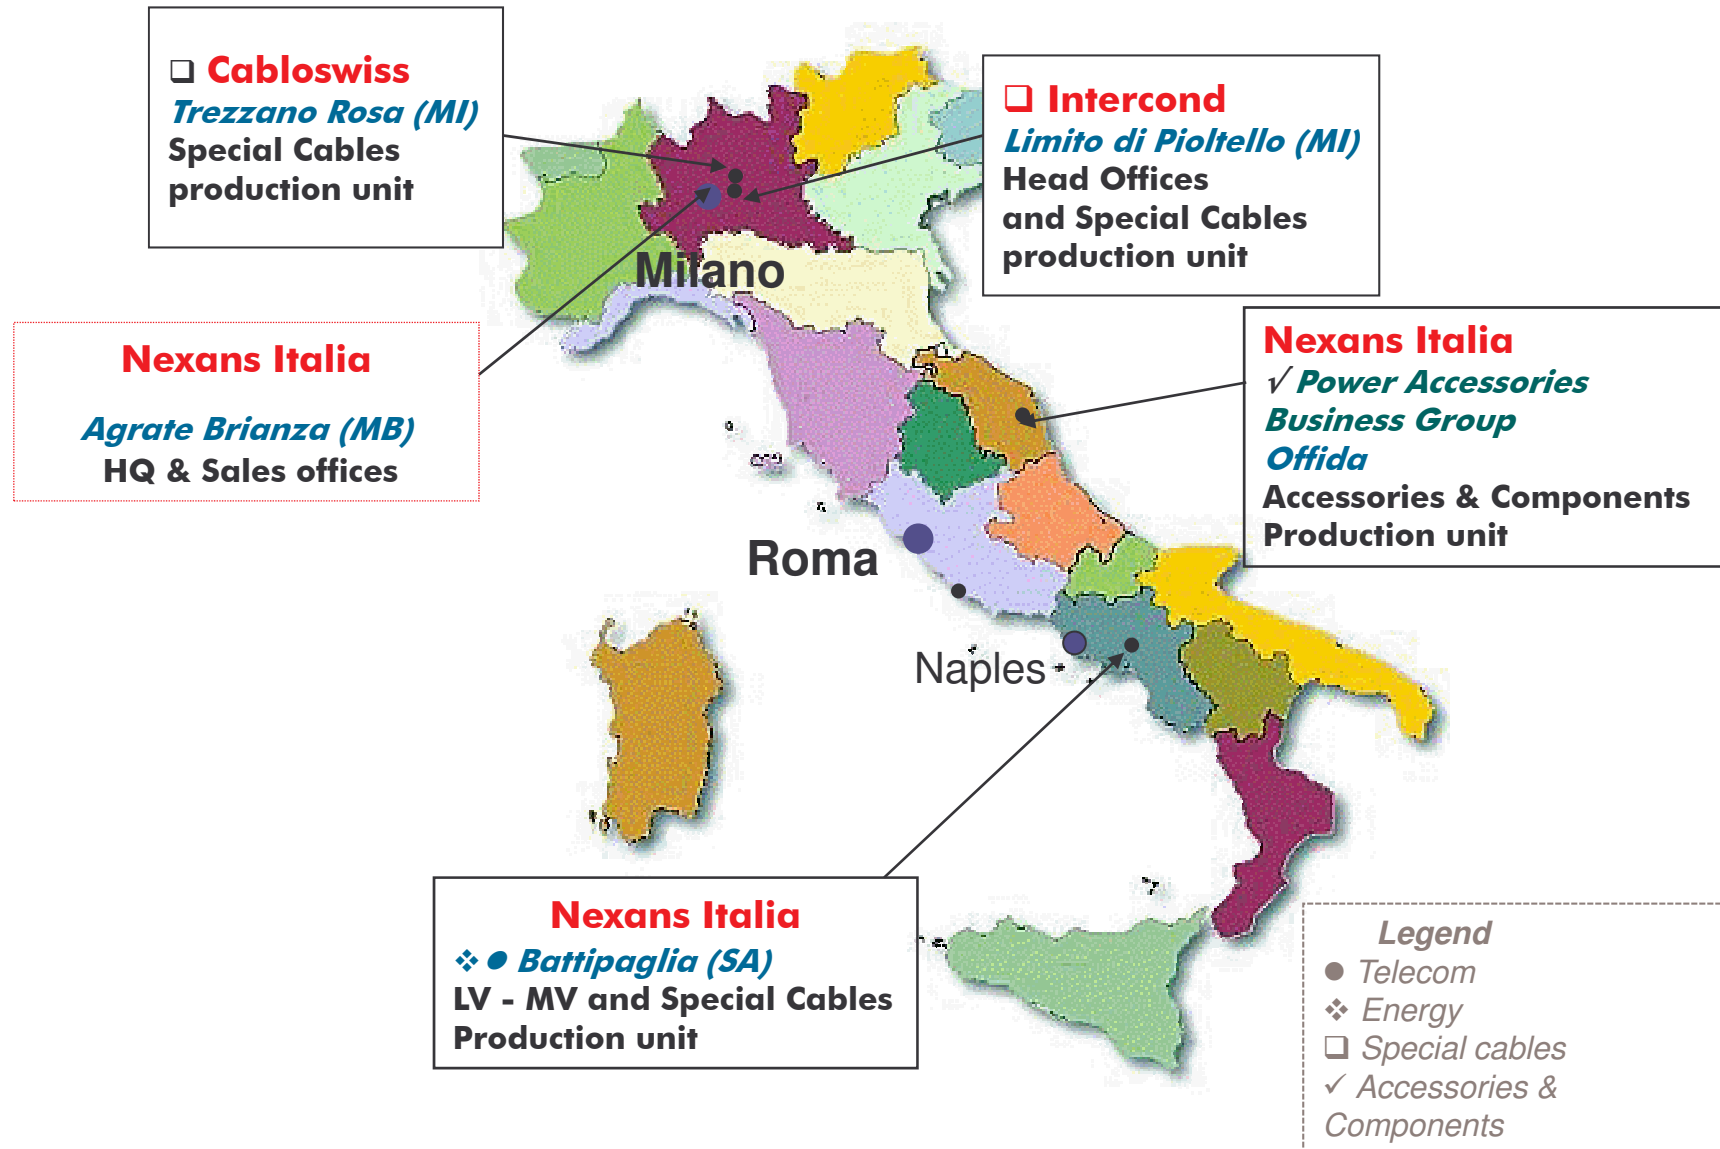 ❑ Cabloswiss
Trezzano Rosa (MI)
Special Cables
production unit
❑ Intercond
Limito di Pioltello (MI)
Head Offices
and Special Cables
production unit
Milano
Nexans Italia
Agrate Brianza (MB)
HQ & Sales offices
Nexans Italia
√ Power Accessories
Business Group
Offida
Accessories & Components
Production unit
Roma
Naples
Nexans Italia
❖ ● Battipaglia (SA)
LV - MV and Special Cables
Production unit
Legend
● Telecom
❖ Energy
❑ Special cables
✓ Accessories &
Components